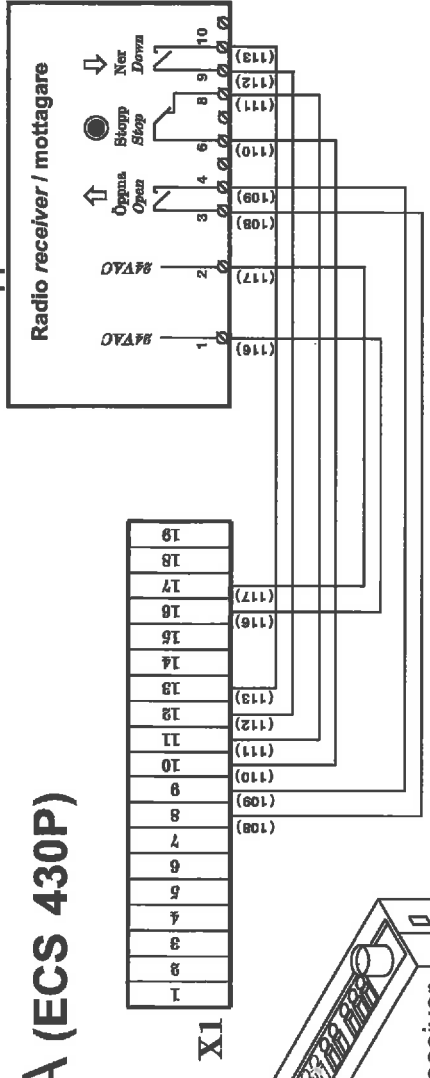 A (ECS 430P)
X1
1 2 3 4 5 6 7 8 9 10 11 12 13 14 15 16 17 18 19
(108) (109) (110) (111) (112) (113) (116) (117)
Radio receiver / mottagare
24VAC 24VAC
Öppna Stopp Ner
Open Stop Down
1 2 3 4 6 8 9 10
(116) (117) (108) (109) (110) (111) (112) (113)